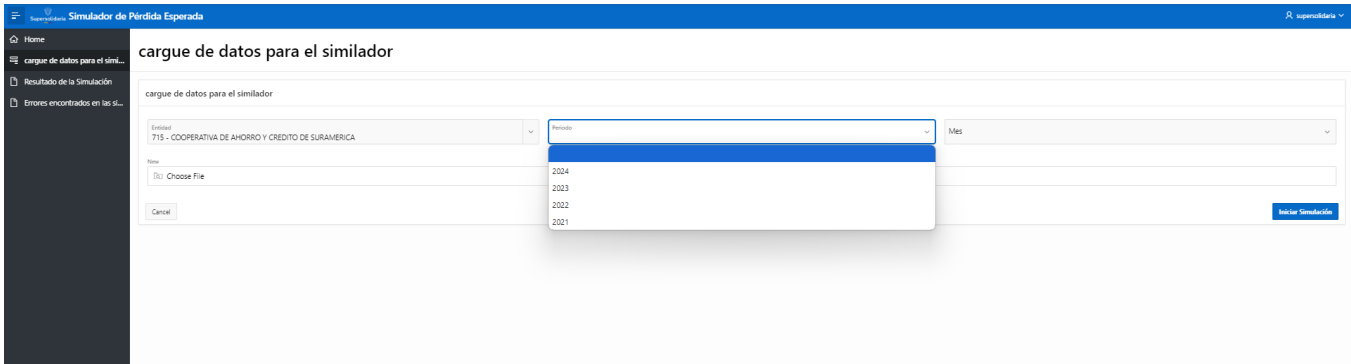 Supersolidaria Simulador de Pérdida Esperada
supersolidaria
Home
cargue de datos para el simi...
Resultado de la Simulación
Errores encontrados en las si...
cargue de datos para el similador
cargue de datos para el similador
Entidad
715 - COOPERATIVA DE AHORRO Y CREDITO DE SURAMERICA
Periodo
Mes
2024
2023
2022
2021
New
Choose File
Cancel
Iniciar Simulación